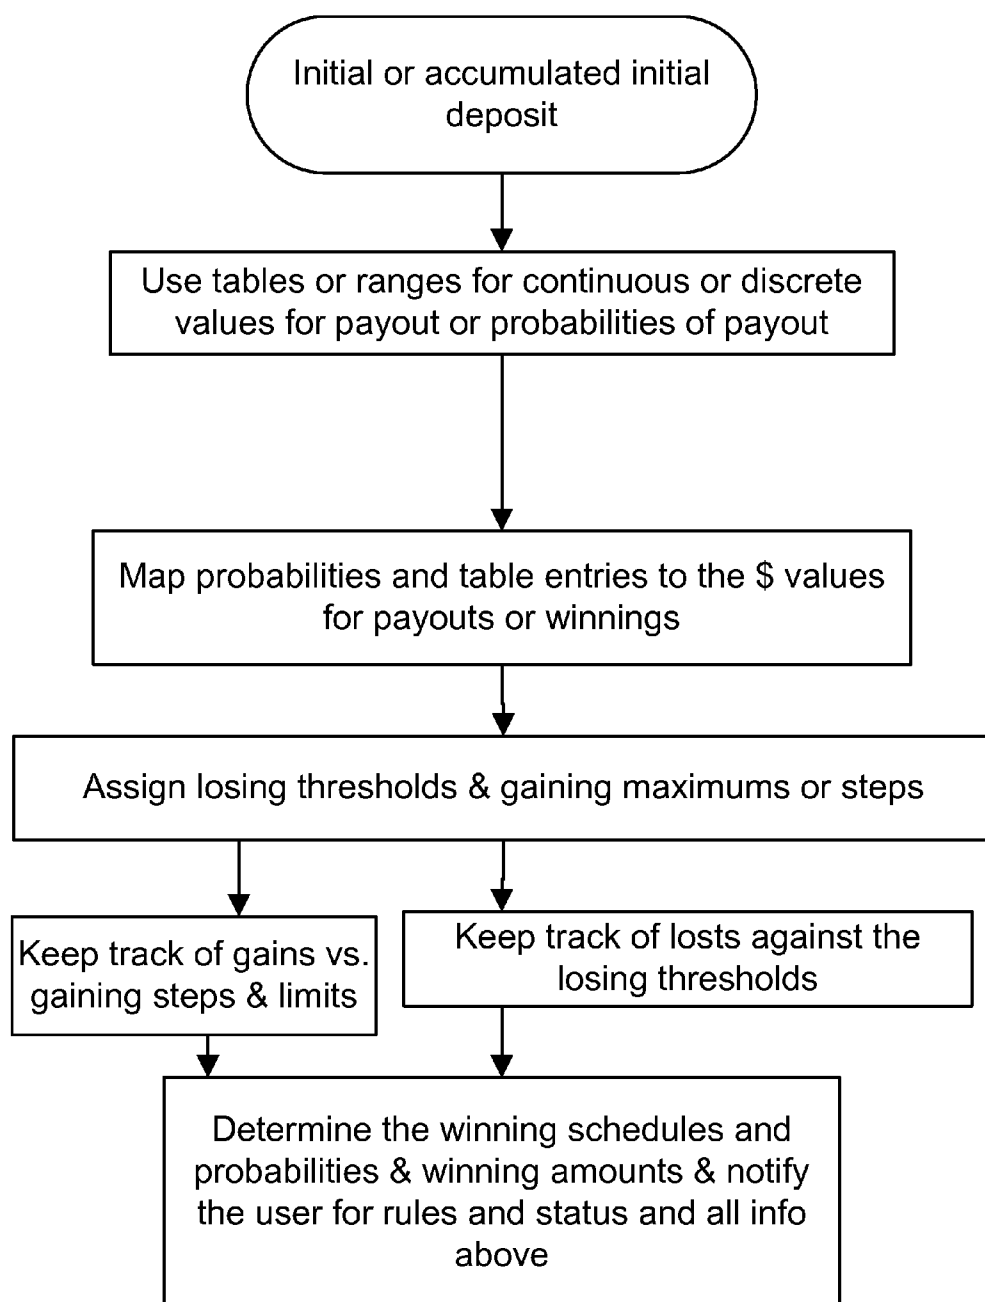 Initial or accumulated initial
deposit
Use tables or ranges for continuous or discrete
values for payout or probabilities of payout
Map probabilities and table entries to the $ values
for payouts or winnings
Assign losing thresholds & gaining maximums or steps
Keep track of gains vs.
gaining steps & limits
Keep track of losts against the
losing thresholds
Determine the winning schedules and
probabilities & winning amounts & notify
the user for rules and status and all info
above